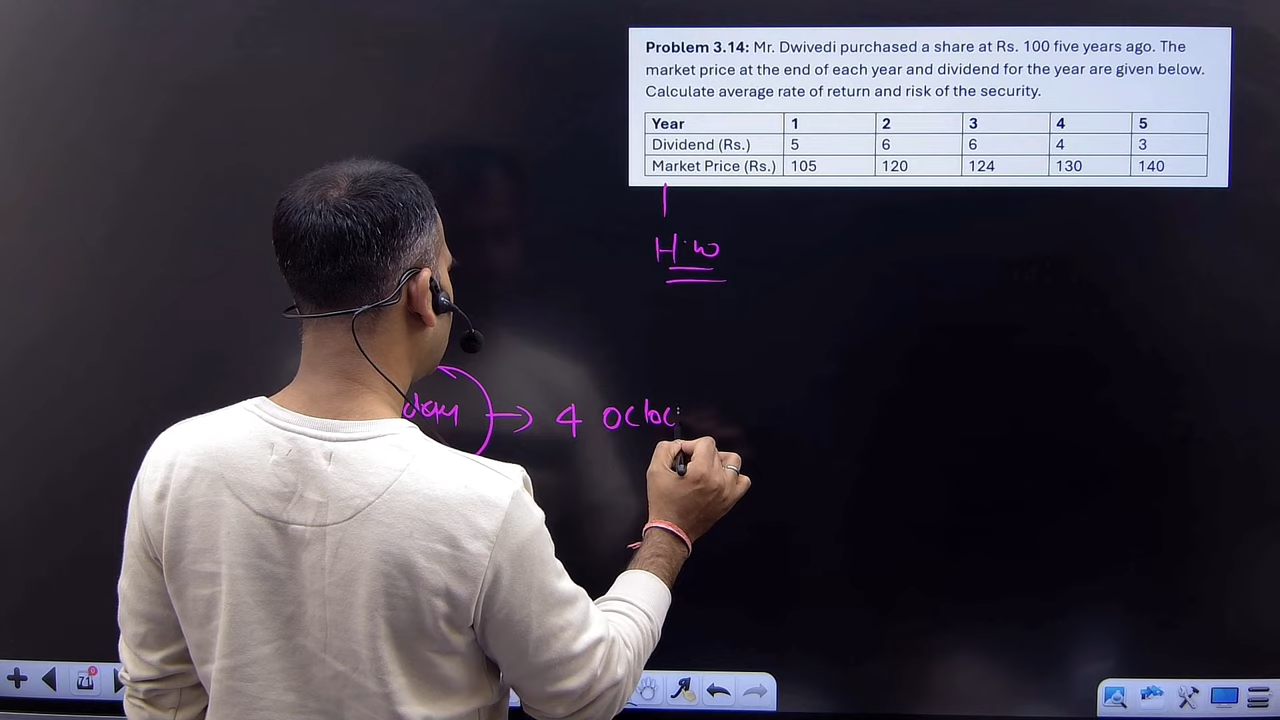 Problem 3.14: Mr. Dwivedi purchased a share at Rs. 100 five years ago. The
market price at the end of each year and dividend for the year are given below.
Calculate average rate of return and risk of the security.
Year 1 2 3 4 5
Dividend (Rs.) 5 6 6 4 3
Market Price (Rs.) 105 120 124 130 140
H.w
→ 4 ocloc
71